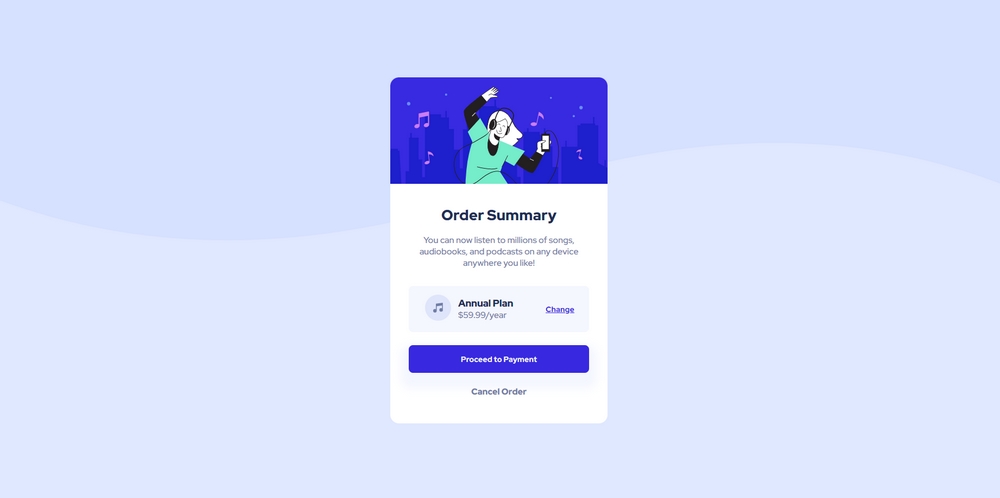 Order Summary
You can now listen to millions of songs,
audiobooks, and podcasts on any device
anywhere you like!
Annual Plan
$59.99/year
Change
Proceed to Payment
Cancel Order